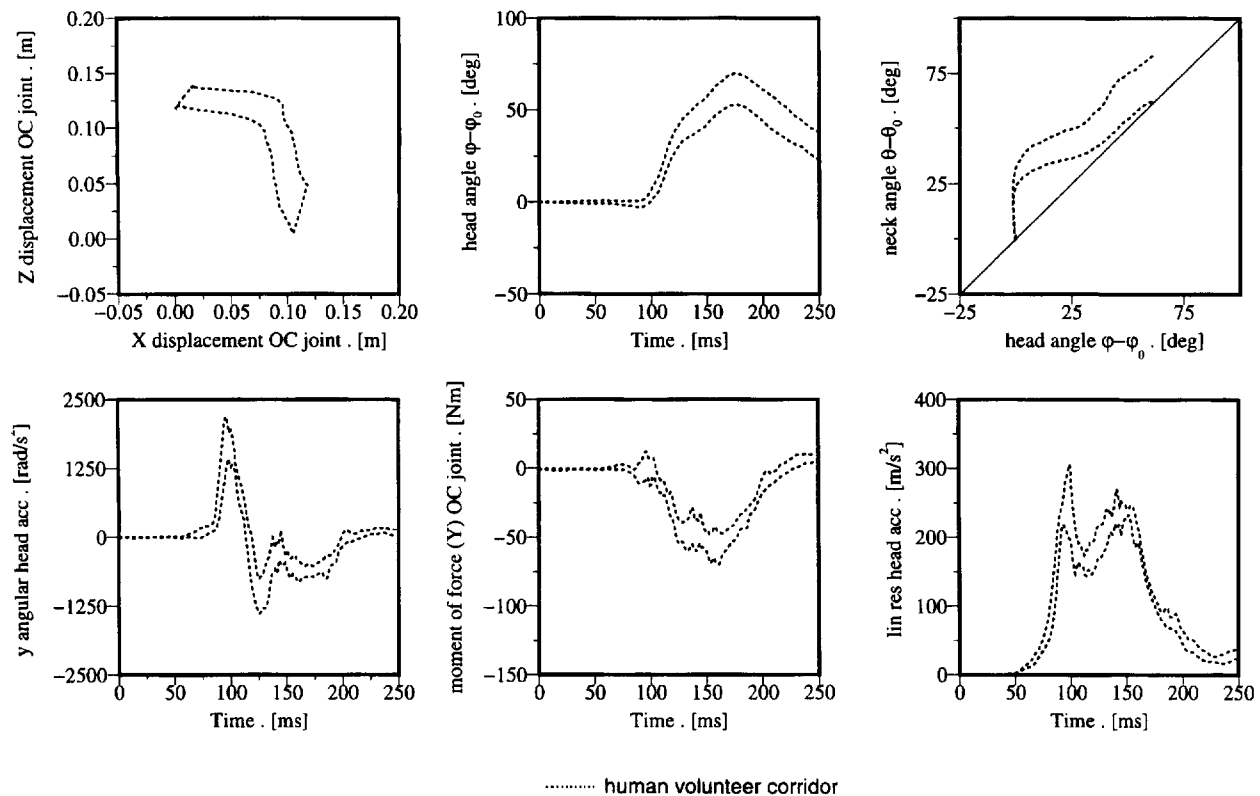 Z displacement OC joint . [m]
0.20
0.15
0.10
0.05
0.00
−0.05
−0.05 0.00 0.05 0.10 0.15 0.20
X displacement OC joint . [m]
head angle φ−φ₀ . [deg]
100
50
0
−50
0 50 100 150 200 250
Time . [ms]
neck angle θ−θ₀ . [deg]
75
25
−25
−25 25 75
head angle φ−φ₀ . [deg]
y angular head acc . [rad/s²]
2500
1250
0
−1250
−2500
0 50 100 150 200 250
Time . [ms]
moment of force (Y) OC joint . [Nm]
50
0
−50
−100
−150
0 50 100 150 200 250
Time . [ms]
lin res head acc . [m/s²]
400
300
200
100
0
0 50 100 150 200 250
Time . [ms]
human volunteer corridor